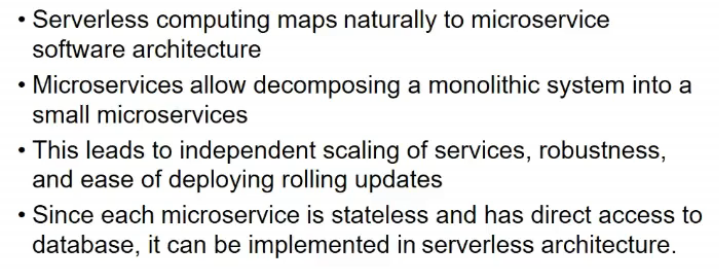 • Serverless computing maps naturally to microservice
software architecture
• Microservices allow decomposing a monolithic system into a
small microservices
• This leads to independent scaling of services, robustness,
and ease of deploying rolling updates
• Since each microservice is stateless and has direct access to
database, it can be implemented in serverless architecture.